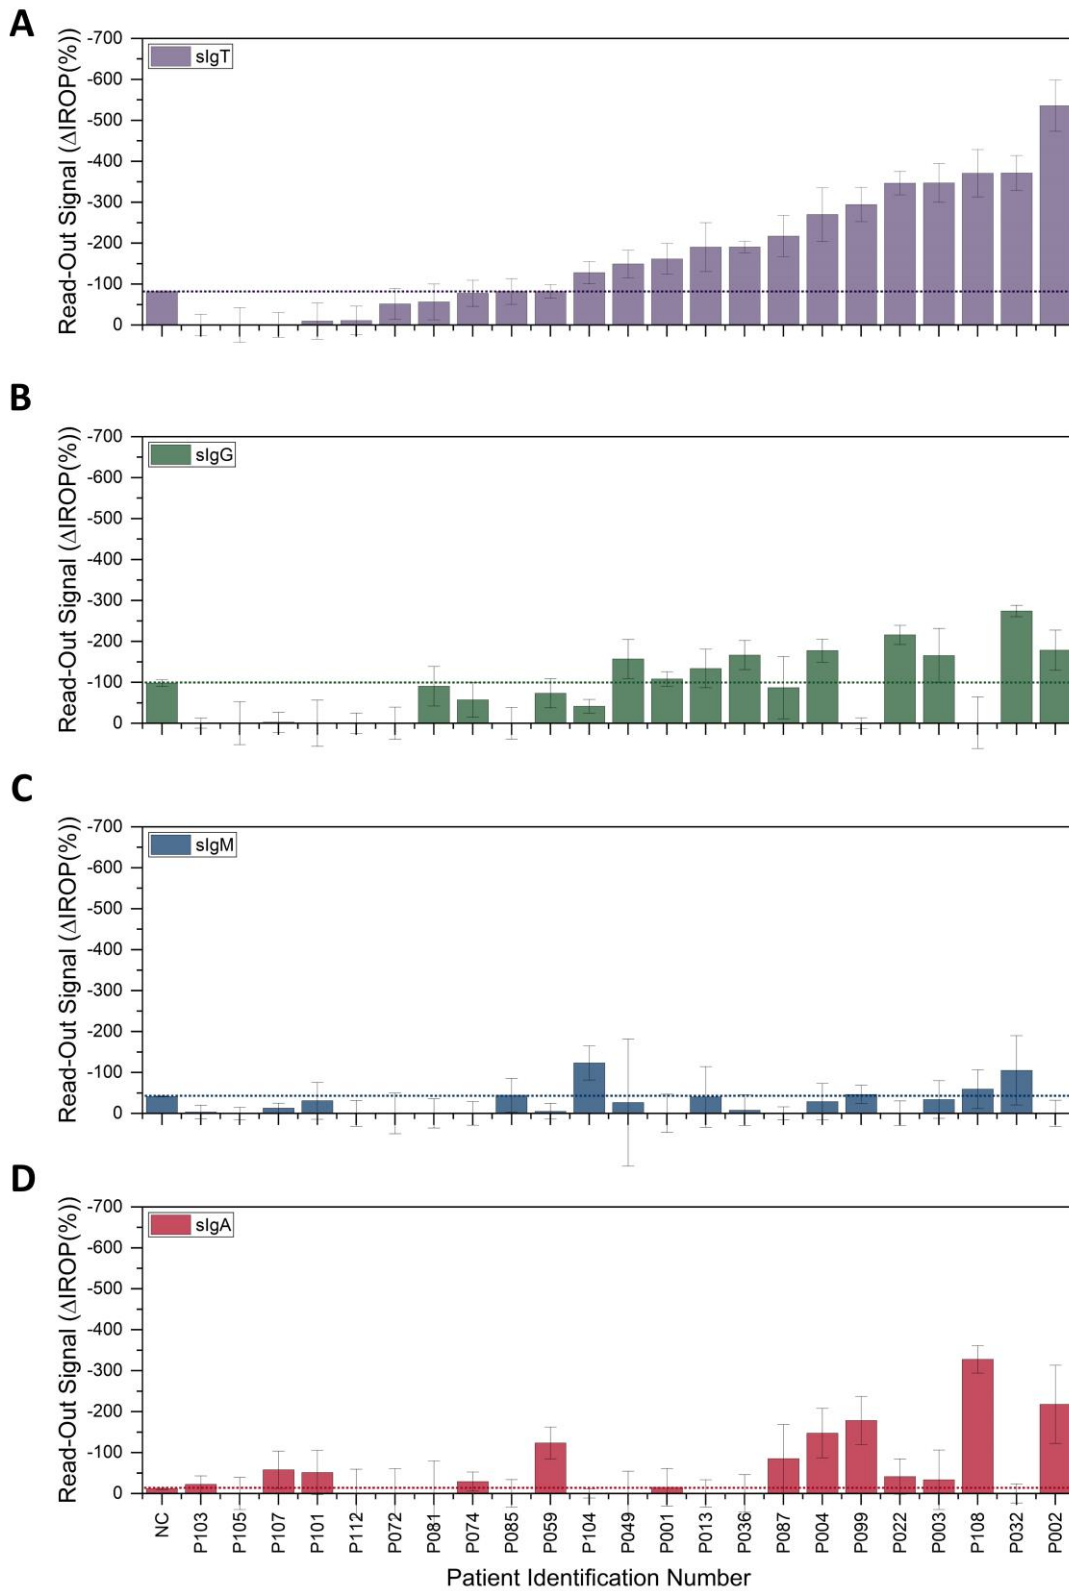 A
Read-Out Signal (ΔIROP(%))
-700
-600
-500
-400
-300
-200
-100
0
sIgT
B
Read-Out Signal (ΔIROP(%))
-700
-600
-500
-400
-300
-200
-100
0
sIgG
C
Read-Out Signal (ΔIROP(%))
-700
-600
-500
-400
-300
-200
-100
0
sIgM
D
Read-Out Signal (ΔIROP(%))
-700
-600
-500
-400
-300
-200
-100
0
sIgA
NC P103 P105 P107 P101 P112 P072 P081 P074 P085 P059 P104 P049 P001 P013 P036 P087 P004 P099 P022 P003 P108 P032 P002
Patient Identification Number